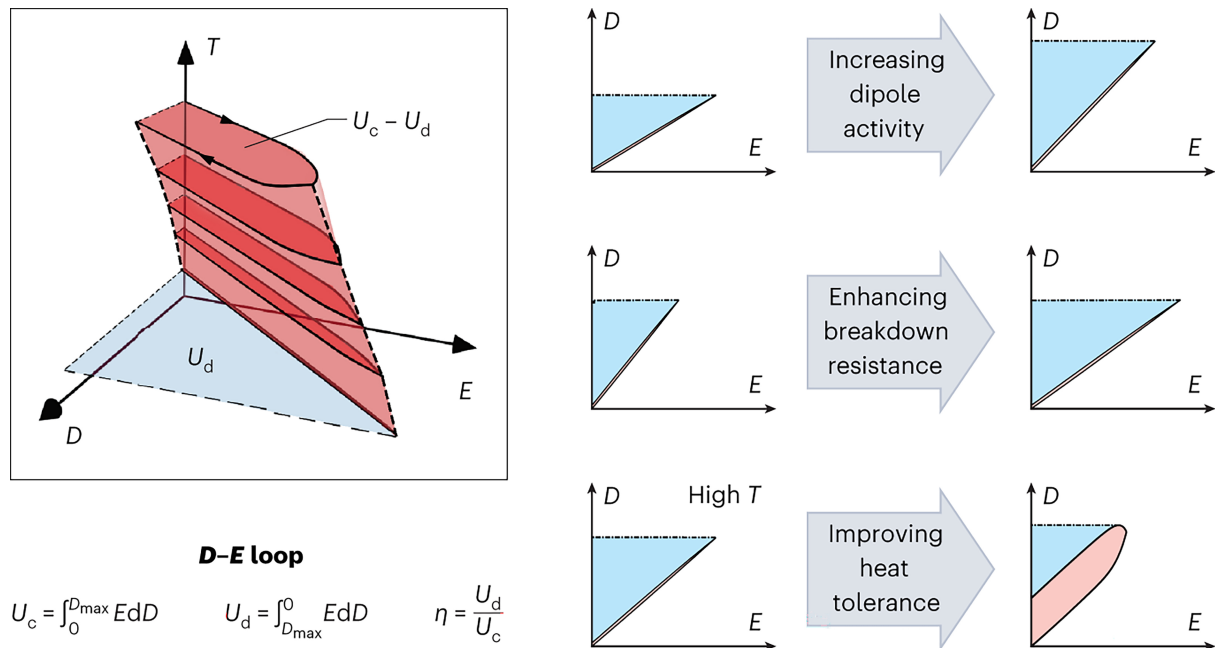 T
U_c − U_d
U_d
E
D
D–E loop
U_c = ∫_0^{D_max} EdD
U_d = ∫_{D_max}^0 EdD
η = U_d / U_c
D
E
Increasing
dipole
activity
D
E
D
E
Enhancing
breakdown
resistance
D
E
D
High T
E
Improving
heat
tolerance
D
E